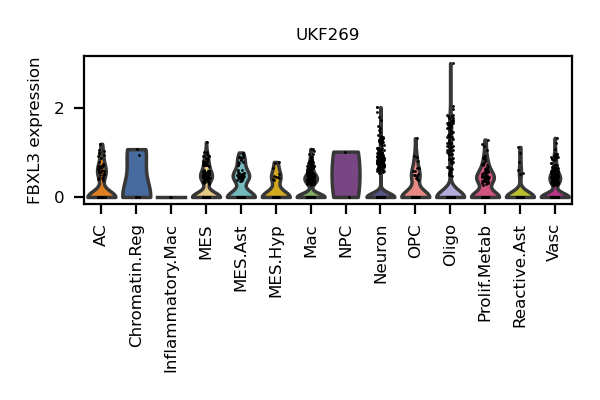 UKF269
FBXL3 expression
2
0
AC
Chromatin.Reg
Inflammatory.Mac
MES
MES.Ast
MES.Hyp
Mac
NPC
Neuron
OPC
Oligo
Prolif.Metab
Reactive.Ast
Vasc